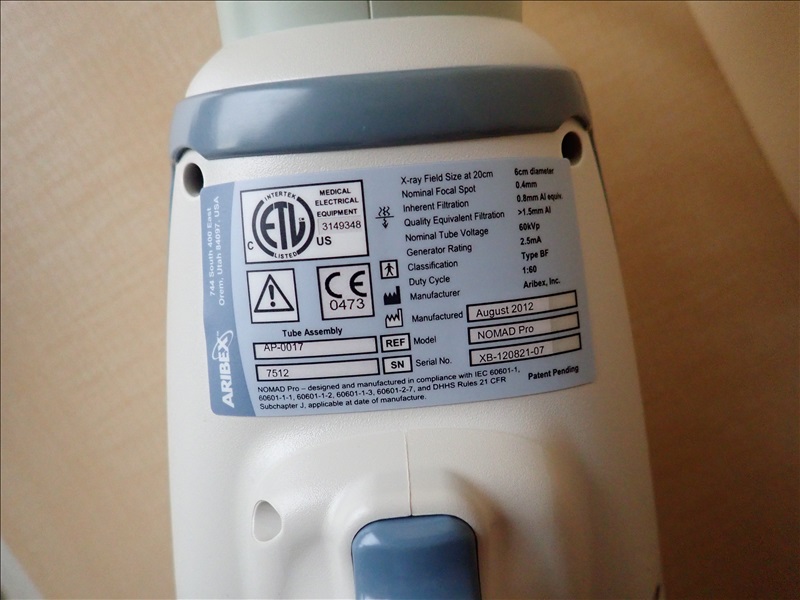 744 South 400 East
Orem, Utah 84097, USA
ARIBEX™
INTERTEK
C ETL US
LISTED
MEDICAL
ELECTRICAL
EQUIPMENT
3149348
CE
0473
X-ray Field Size at 20cm 6cm diameter
Nominal Focal Spot 0.4mm
Inherent Filtration 0.8mm Al equiv.
Quality Equivalent Filtration >1.5mm Al
Nominal Tube Voltage 60kVp
Generator Rating 2.5mA
Classification Type BF
Duty Cycle 1:60
Manufacturer Aribex, Inc.
Manufactured August 2012
Tube Assembly
AP-0017 REF Model NOMAD Pro
7512 SN Serial No. XB-120821-07
NOMAD Pro – designed and manufactured in compliance with IEC 60601-1,
60601-1-1, 60601-1-2, 60601-1-3, 60601-2-7, and DHHS Rules 21 CFR
Subchapter J, applicable at date of manufacture.
Patent Pending